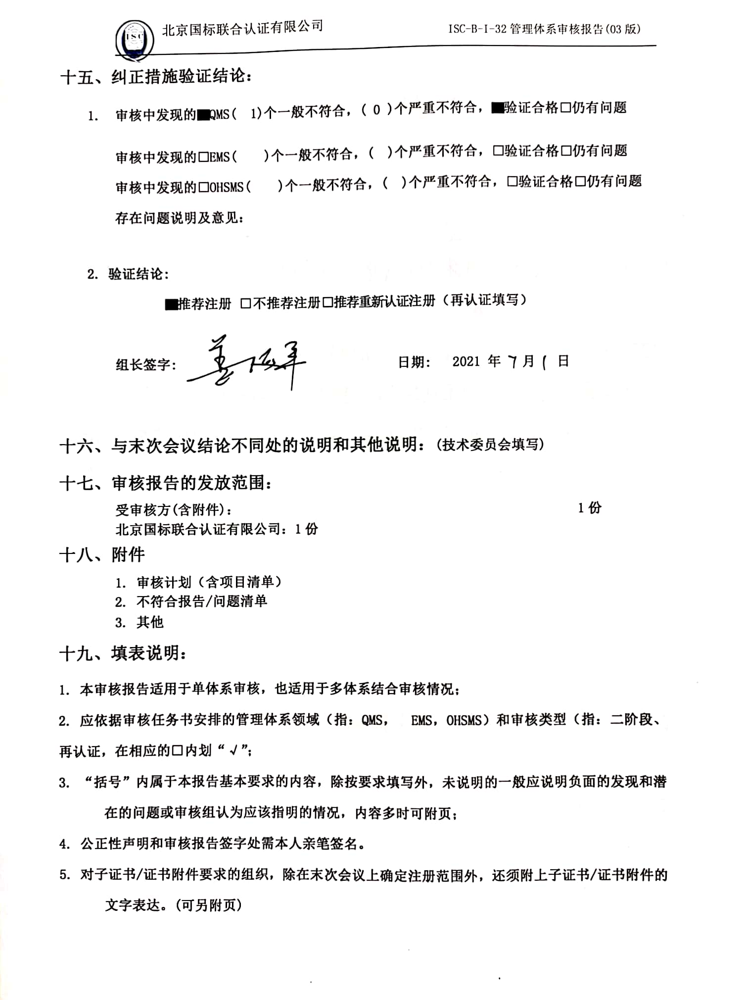 ISC
北京国标联合认证有限公司
ISC-B-I-32 管理体系审核报告(03 版)
十五、纠正措施验证结论：
1. 审核中发现的■QMS( 1)个一般不符合，( 0 )个严重不符合，■验证合格□仍有问题
审核中发现的□EMS( )个一般不符合，( )个严重不符合，□验证合格□仍有问题
审核中发现的□OHSMS( )个一般不符合，( )个严重不符合，□验证合格□仍有问题
存在问题说明及意见：
2. 验证结论：
■推荐注册 □不推荐注册□推荐重新认证注册（再认证填写）
组长签字：
日期： 2021 年 7 月 1 日
十六、与末次会议结论不同处的说明和其他说明：(技术委员会填写)
十七、审核报告的发放范围：
受审核方(含附件)： 1 份
北京国标联合认证有限公司：1 份
十八、附件
1. 审核计划（含项目清单）
2. 不符合报告/问题清单
3. 其他
十九、填表说明：
1. 本审核报告适用于单体系审核，也适用于多体系结合审核情况；
2. 应依据审核任务书安排的管理体系领域（指：QMS， EMS，OHSMS）和审核类型（指：二阶段、
再认证，在相应的□内划“√”；
3. “括号”内属于本报告基本要求的内容，除按要求填写外，未说明的一般应说明负面的发现和潜
在的问题或审核组认为应该指明的情况，内容多时可附页；
4. 公正性声明和审核报告签字处需本人亲笔签名。
5. 对子证书/证书附件要求的组织，除在末次会议上确定注册范围外，还须附上子证书/证书附件的
文字表达。(可另附页)